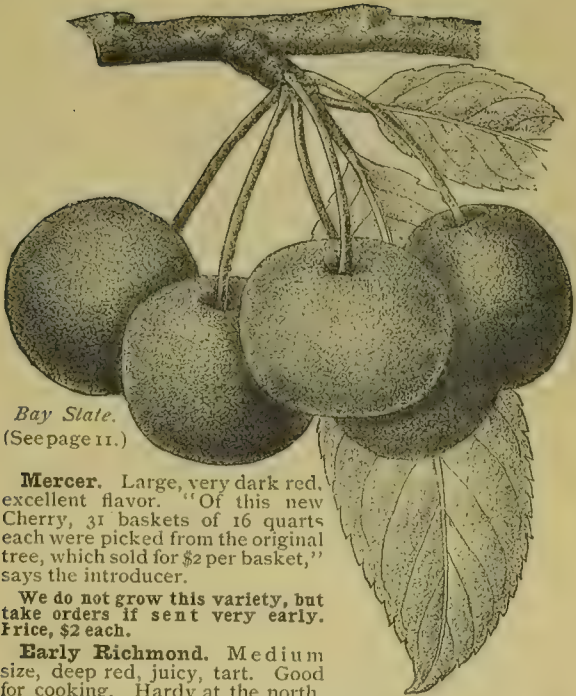 Bay State.
(See page 11.)
Mercer. Large, very dark red,
excellent flavor. "Of this new
Cherry, 31 baskets of 16 quarts
each were picked from the original
tree, which sold for $2 per basket,"
says the introducer.
We do not grow this variety, but
take orders if sent very early.
Price, $2 each.
Early Richmond. Medium
size, deep red, juicy, tart. Good
for cooking. Hardy at the north.